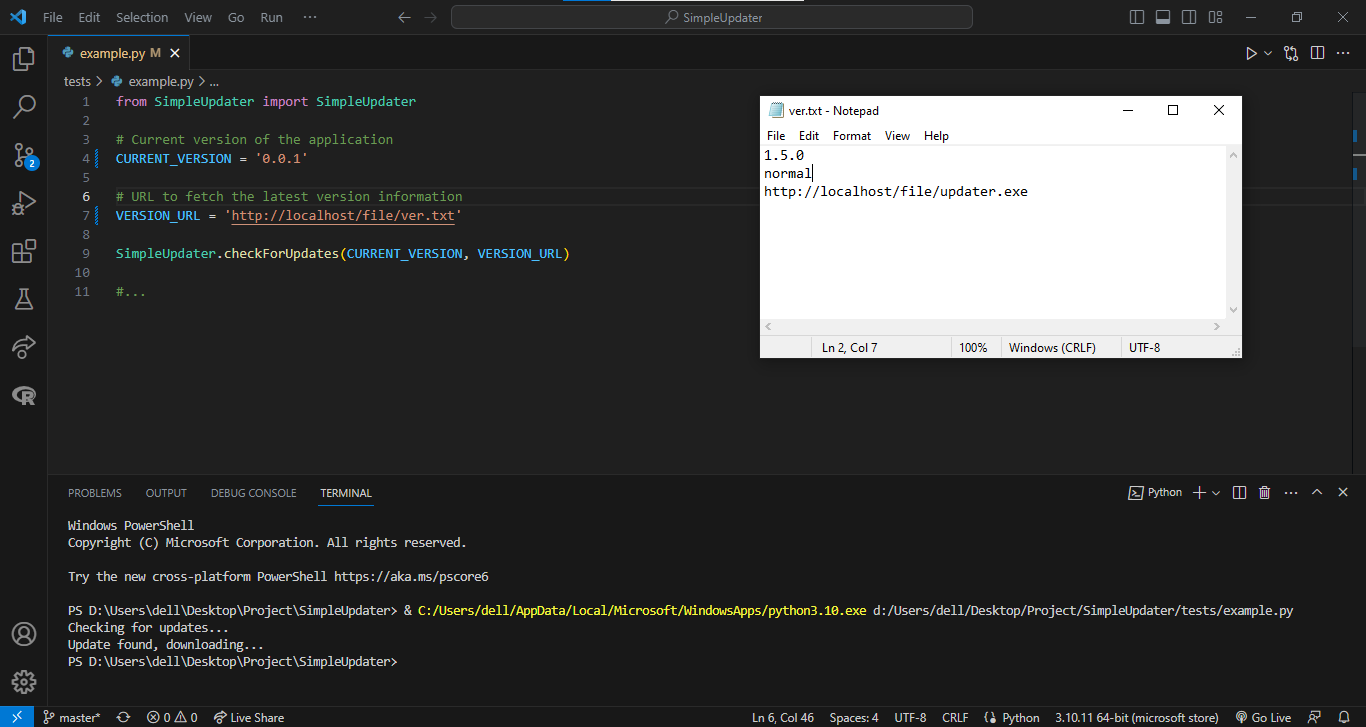 File Edit Selection View Go Run ···
SimpleUpdater
example.py M
tests > example.py > ...
1 from SimpleUpdater import SimpleUpdater
2
3 # Current version of the application
4 CURRENT_VERSION = '0.0.1'
5
6 # URL to fetch the latest version information
7 VERSION_URL = 'http://localhost/file/ver.txt'
8
9 SimpleUpdater.checkForUpdates(CURRENT_VERSION, VERSION_URL)
10
11 #...
ver.txt - Notepad
File Edit Format View Help
1.5.0
normal
http://localhost/file/updater.exe
Ln 2, Col 7 100% Windows (CRLF) UTF-8
2
PROBLEMS OUTPUT DEBUG CONSOLE TERMINAL
Python
Windows PowerShell
Copyright (C) Microsoft Corporation. All rights reserved.
Try the new cross-platform PowerShell https://aka.ms/pscore6
PS D:\Users\dell\Desktop\Project\SimpleUpdater> & C:/Users/dell/AppData/Local/Microsoft/WindowsApps/python3.10.exe d:/Users/dell/Desktop/Project/SimpleUpdater/tests/example.py
Checking for updates...
Update found, downloading...
PS D:\Users\dell\Desktop\Project\SimpleUpdater>
master* 0 0 Live Share
Ln 6, Col 46 Spaces: 4 UTF-8 CRLF Python 3.10.11 64-bit (microsoft store) Go Live